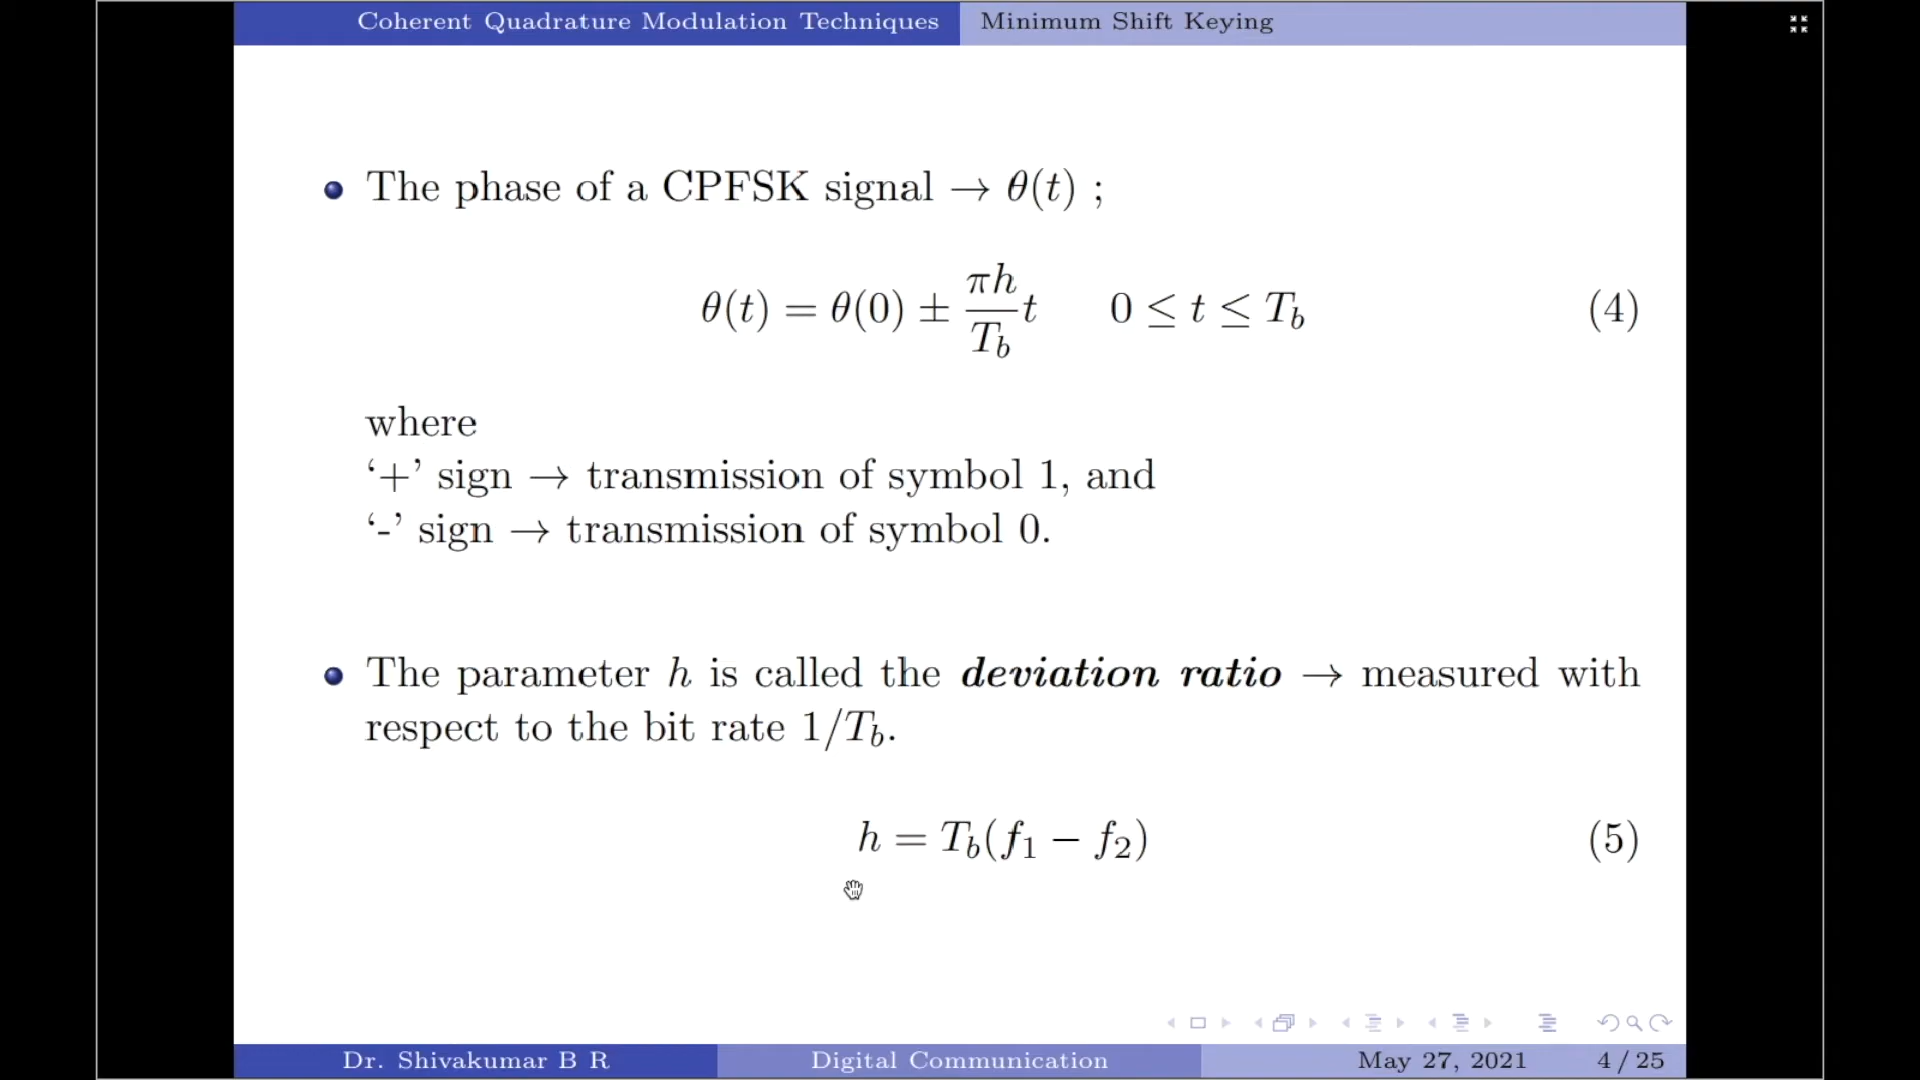 Coherent Quadrature Modulation Techniques Minimum Shift Keying
The phase of a CPFSK signal → θ(t) ;
θ(t) = θ(0) ± πh/T_b t 0 ≤ t ≤ T_b (4)
where
‘+’ sign → transmission of symbol 1, and
‘-’ sign → transmission of symbol 0.
The parameter h is called the deviation ratio → measured with
respect to the bit rate 1/T_b.
h = T_b(f_1 − f_2) (5)
Dr. Shivakumar B R Digital Communication May 27, 2021 4 / 25